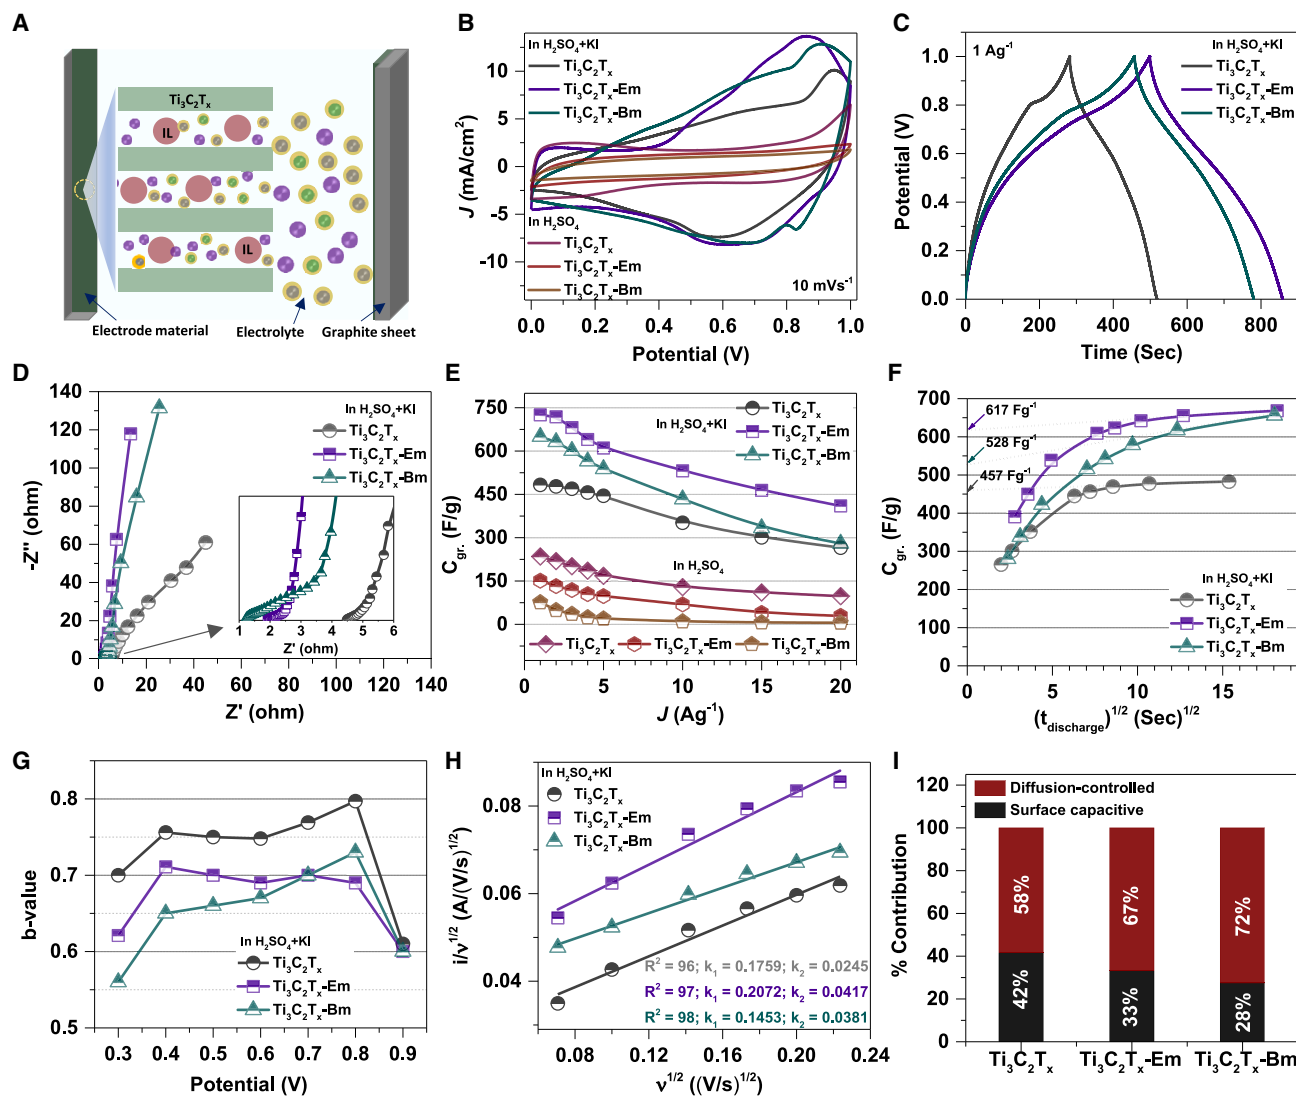 A
Ti₃C₂Tₓ
IL
IL
Electrode material
Electrolyte
Graphite sheet
B
In H₂SO₄+KI
Ti₃C₂Tₓ
Ti₃C₂Tₓ-Em
Ti₃C₂Tₓ-Bm
In H₂SO₄
Ti₃C₂Tₓ
Ti₃C₂Tₓ-Em
Ti₃C₂Tₓ-Bm
10 mVs⁻¹
J (mA/cm²)
10
5
0
-5
-10
0.0 0.2 0.4 0.6 0.8 1.0
Potential (V)
C
1 Ag⁻¹
In H₂SO₄+KI
Ti₃C₂Tₓ
Ti₃C₂Tₓ-Em
Ti₃C₂Tₓ-Bm
Potential (V)
1.0
0.8
0.6
0.4
0.2
0.0
0 200 400 600 800
Time (Sec)
D
In H₂SO₄+KI
Ti₃C₂Tₓ
Ti₃C₂Tₓ-Em
Ti₃C₂Tₓ-Bm
-Z'' (ohm)
140
120
100
80
60
40
20
0
1 2 3 4 5 6
Z' (ohm)
0 20 40 60 80 100 120 140
Z' (ohm)
E
In H₂SO₄+KI
Ti₃C₂Tₓ
Ti₃C₂Tₓ-Em
Ti₃C₂Tₓ-Bm
In H₂SO₄
Ti₃C₂Tₓ Ti₃C₂Tₓ-Em Ti₃C₂Tₓ-Bm
C gr. (F/g)
750
600
450
300
150
0
0 5 10 15 20
J (Ag⁻¹)
F
617 Fg⁻¹
528 Fg⁻¹
457 Fg⁻¹
In H₂SO₄+KI
Ti₃C₂Tₓ
Ti₃C₂Tₓ-Em
Ti₃C₂Tₓ-Bm
C gr. (F/g)
700
600
500
400
300
200
100
0
0 5 10 15
(t discharge)^1/2 (Sec)^1/2
G
In H₂SO₄+KI
Ti₃C₂Tₓ
Ti₃C₂Tₓ-Em
Ti₃C₂Tₓ-Bm
b-value
0.8
0.7
0.6
0.5
0.3 0.4 0.5 0.6 0.7 0.8 0.9
Potential (V)
H
In H₂SO₄+KI
Ti₃C₂Tₓ
Ti₃C₂Tₓ-Em
Ti₃C₂Tₓ-Bm
R² = 96; k₁ = 0.1759; k₂ = 0.0245
R² = 97; k₁ = 0.2072; k₂ = 0.0417
R² = 98; k₁ = 0.1453; k₂ = 0.0381
i/ν^1/2 (A/(V/s)^1/2)
0.08
0.06
0.04
0.08 0.12 0.16 0.20 0.24
ν^1/2 ((V/s)^1/2)
I
Diffusion-controlled
Surface capacitive
% Contribution
120
100
80
60
40
20
0
58%
42%
67%
33%
72%
28%
Ti₃C₂Tₓ Ti₃C₂Tₓ-Em Ti₃C₂Tₓ-Bm